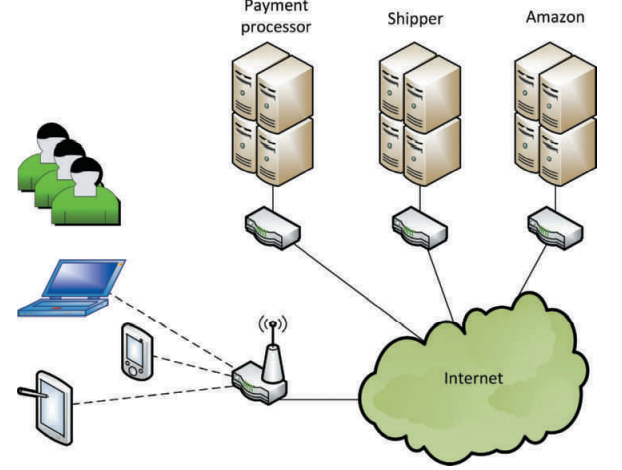 Payment
processor
Shipper
Amazon
Internet